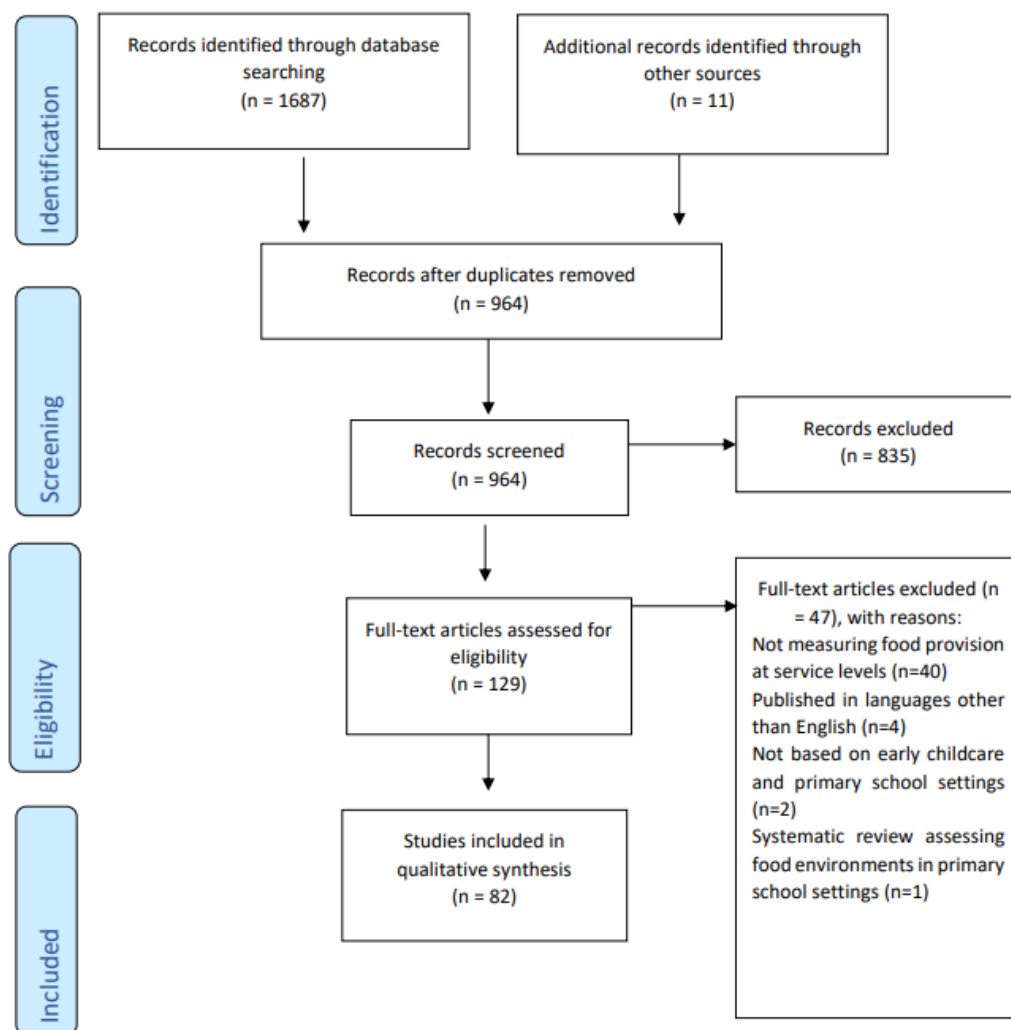 Identification
Records identified through database
searching
(n = 1687)
Additional records identified through
other sources
(n = 11)
Records after duplicates removed
(n = 964)
Screening
Records screened
(n = 964)
Records excluded
(n = 835)
Eligibility
Full-text articles assessed for
eligibility
(n = 129)
Full-text articles excluded (n
= 47), with reasons:
Not measuring food provision
at service levels (n=40)
Published in languages other
than English (n=4)
Not based on early childcare
and primary school settings
(n=2)
Systematic review assessing
food environments in primary
school settings (n=1)
Included
Studies included in
qualitative synthesis
(n = 82)